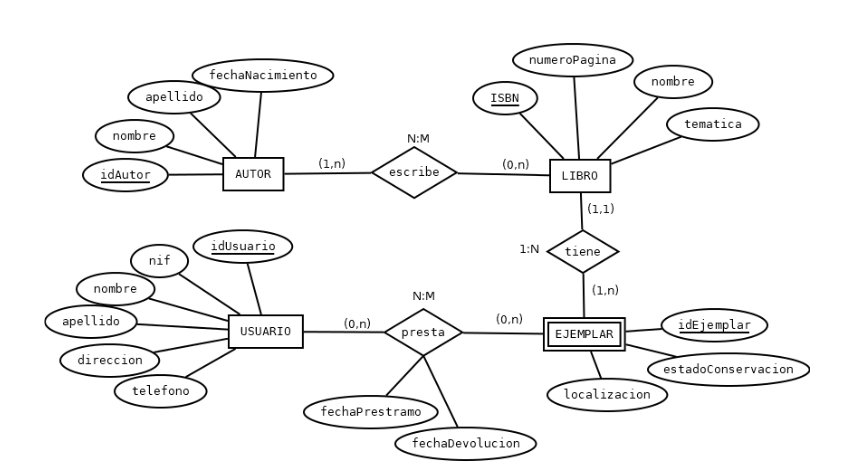 fechaNacimiento
apellido
nombre
idAutor
AUTOR
(1,n)
N:M
escribe
(0,n)
numeroPagina
ISBN
nombre
tematica
LIBRO
(1,1)
1:N
tiene
(1,n)
idUsuario
nif
nombre
apellido
direccion
telefono
USUARIO
(0,n)
N:M
presta
(0,n)
EJEMPLAR
idEjemplar
estadoConservacion
localizacion
fechaPrestramo
fechaDevolucion